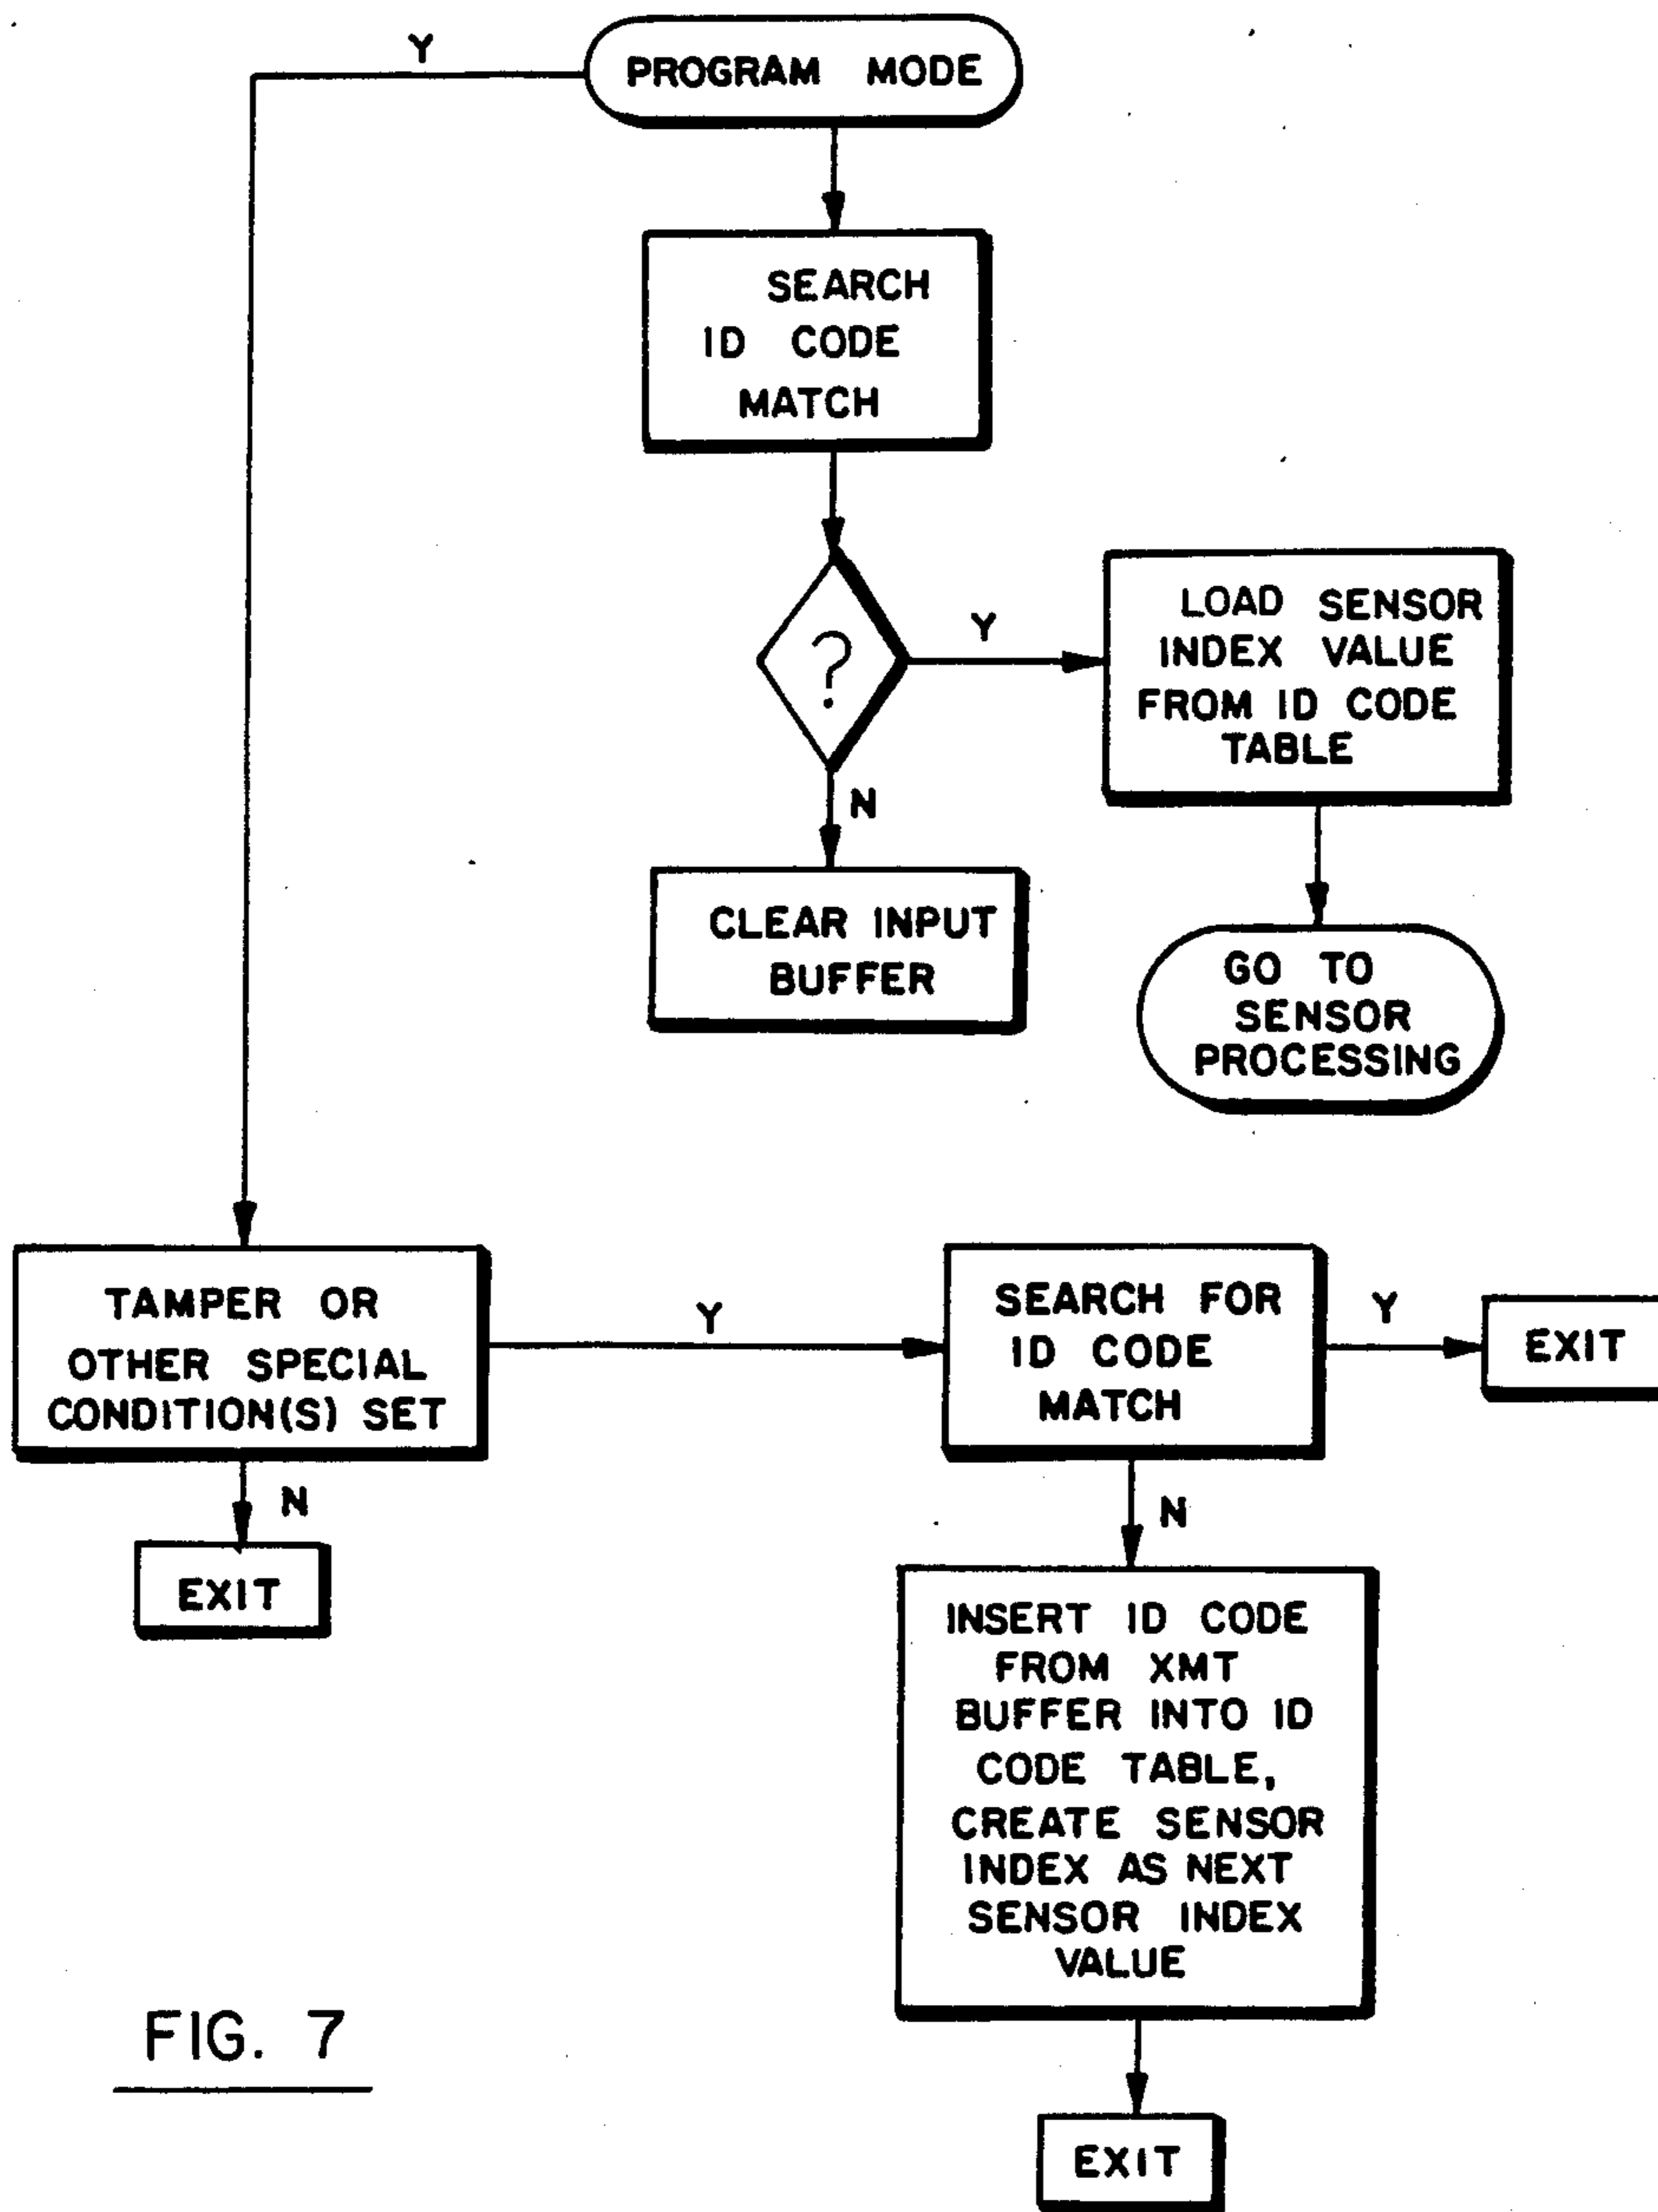 Y
PROGRAM MODE
SEARCH
ID CODE
MATCH
?
Y
LOAD SENSOR
INDEX VALUE
FROM ID CODE
TABLE
N
CLEAR INPUT
BUFFER
GO TO
SENSOR
PROCESSING
TAMPER OR
OTHER SPECIAL
CONDITION(S) SET
Y
SEARCH FOR
ID CODE
MATCH
Y
EXIT
N
EXIT
N
INSERT ID CODE
FROM XMT
BUFFER INTO ID
CODE TABLE,
CREATE SENSOR
INDEX AS NEXT
SENSOR INDEX
VALUE
EXIT
FIG. 7